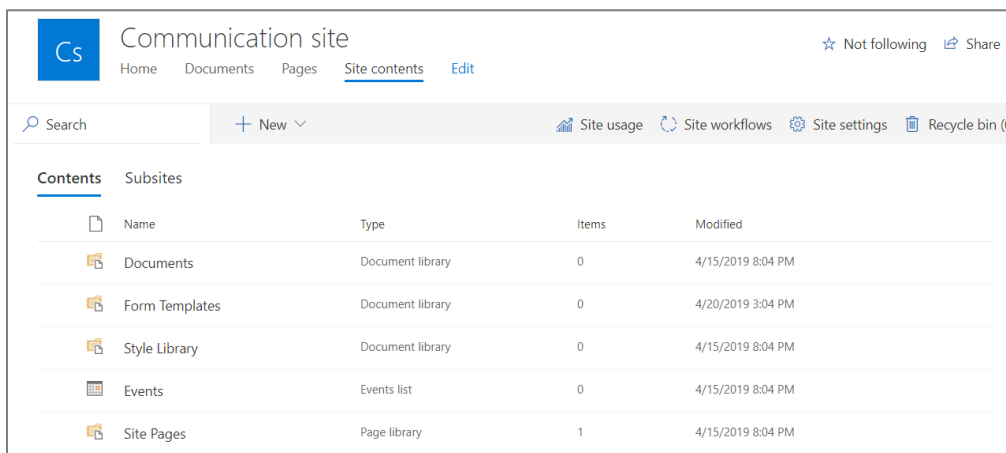 Cs
Communication site
Home Documents Pages Site contents Edit
Not following Share
Search New Site usage Site workflows Site settings Recycle bin (
Contents Subsites
Name Type Items Modified
Documents Document library 0 4/15/2019 8:04 PM
Form Templates Document library 0 4/20/2019 3:04 PM
Style Library Document library 0 4/15/2019 8:04 PM
Events Events list 0 4/15/2019 8:04 PM
Site Pages Page library 1 4/15/2019 8:04 PM